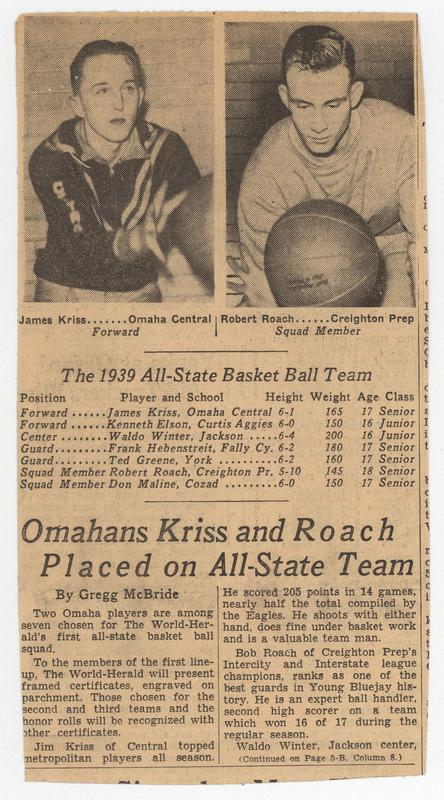 CENTRA
James Kriss.......Omaha Central
Forward
Robert Roach......Creighton Prep
Squad Member
The 1939 All-State Basket Ball Team
Position Player and School Height Weight Age Class
Forward ......James Kriss, Omaha Central 6-1 165 17 Senior
Forward ......Kenneth Elson, Curtis Aggies 6-0 150 16 Junior
Center ........Waldo Winter, Jackson .....6-4 200 16 Junior
Guard.........Frank Hebenstreit, Fally Cy. 6-2 180 17 Senior
Guard.........Ted Greene, York ..........6-2 160 17 Senior
Squad Member Robert Roach, Creighton Pr. 5-10 145 18 Senior
Squad Member Don Maline, Cozad ..........6-0 150 17 Senior
Omahans Kriss and Roach
Placed on All-State Team
By Gregg McBride
Two Omaha players are among
seven chosen for The World-Her-
ald's first all-state basket ball
squad.
To the members of the first line-
up, The World-Herald will present
framed certificates, engraved on
parchment. Those chosen for the
second and third teams and the
honor rolls will be recognized with
other certificates.
Jim Kriss of Central topped
metropolitan players all season.
He scored 205 points in 14 games,
nearly half the total compiled by
the Eagles. He shoots with either
hand, does fine under basket work
and is a valuable team man.
Bob Roach of Creighton Prep's
Intercity and Interstate league
champions, ranks as one of the
best guards in Young Bluejay his-
tory. He is an expert ball handler,
second high scorer on a team
which won 16 of 17 during the
regular season.
Waldo Winter, Jackson center,
(Continued on Page 5-B, Column 8.)